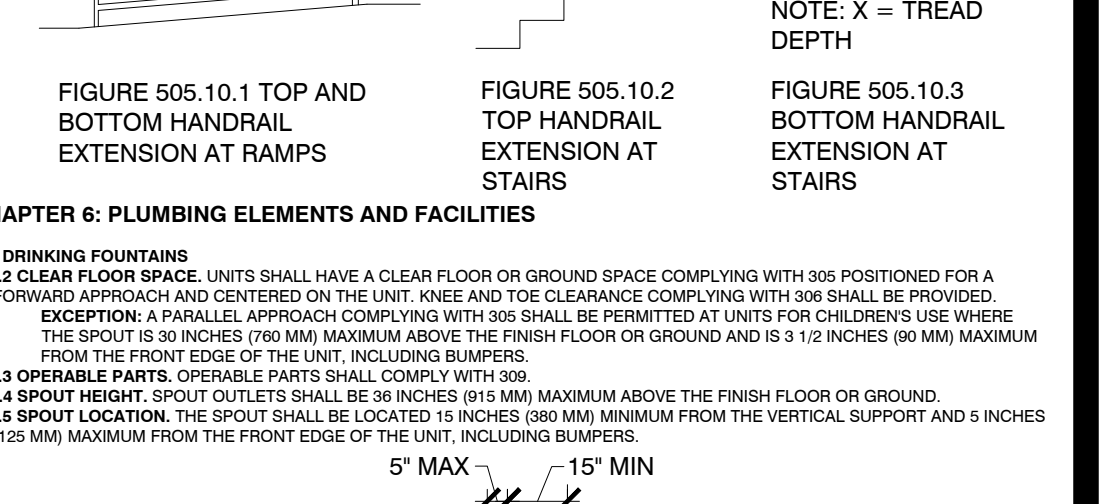 NOTE: X = TREAD
DEPTH
FIGURE 505.10.1 TOP AND
BOTTOM HANDRAIL
EXTENSION AT RAMPS
FIGURE 505.10.2
TOP HANDRAIL
EXTENSION AT
STAIRS
FIGURE 505.10.3
BOTTOM HANDRAIL
EXTENSION AT
STAIRS
APTER 6: PLUMBING ELEMENTS AND FACILITIES
DRINKING FOUNTAINS
.2 CLEAR FLOOR SPACE. UNITS SHALL HAVE A CLEAR FLOOR OR GROUND SPACE COMPLYING WITH 305 POSITIONED FOR A
FORWARD APPROACH AND CENTERED ON THE UNIT. KNEE AND TOE CLEARANCE COMPLYING WITH 306 SHALL BE PROVIDED.
EXCEPTION: A PARALLEL APPROACH COMPLYING WITH 305 SHALL BE PERMITTED AT UNITS FOR CHILDREN'S USE WHERE
THE SPOUT IS 30 INCHES (760 MM) MAXIMUM ABOVE THE FINISH FLOOR OR GROUND AND IS 3 1/2 INCHES (90 MM) MAXIMUM
FROM THE FRONT EDGE OF THE UNIT, INCLUDING BUMPERS.
.3 OPERABLE PARTS. OPERABLE PARTS SHALL COMPLY WITH 309.
.4 SPOUT HEIGHT. SPOUT OUTLETS SHALL BE 36 INCHES (915 MM) MAXIMUM ABOVE THE FINISH FLOOR OR GROUND.
.5 SPOUT LOCATION. THE SPOUT SHALL BE LOCATED 15 INCHES (380 MM) MINIMUM FROM THE VERTICAL SUPPORT AND 5 INCHES
125 MM) MAXIMUM FROM THE FRONT EDGE OF THE UNIT, INCLUDING BUMPERS.
5" MAX
15" MIN